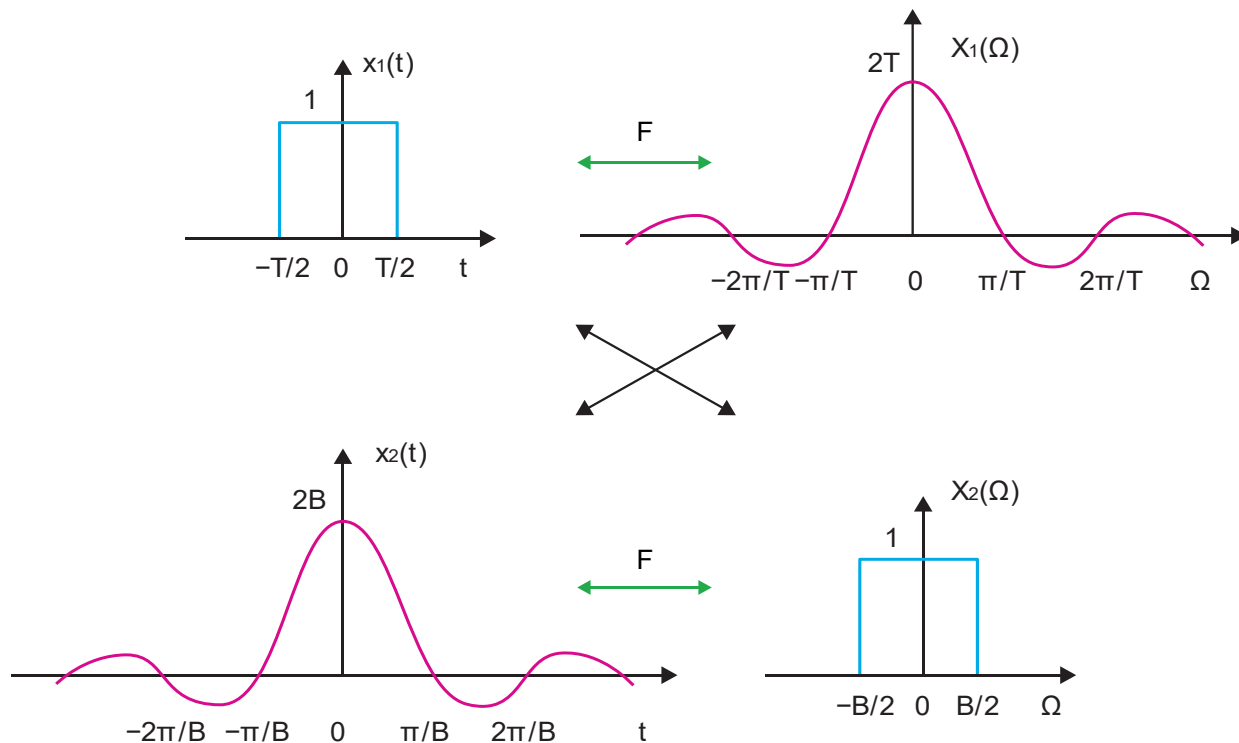 x₁(t)
1
−T/2 0 T/2 t
F
X₁(Ω)
2T
−2π/T −π/T 0 π/T 2π/T Ω
x₂(t)
2B
−2π/B −π/B 0 π/B 2π/B t
F
X₂(Ω)
1
−B/2 0 B/2 Ω